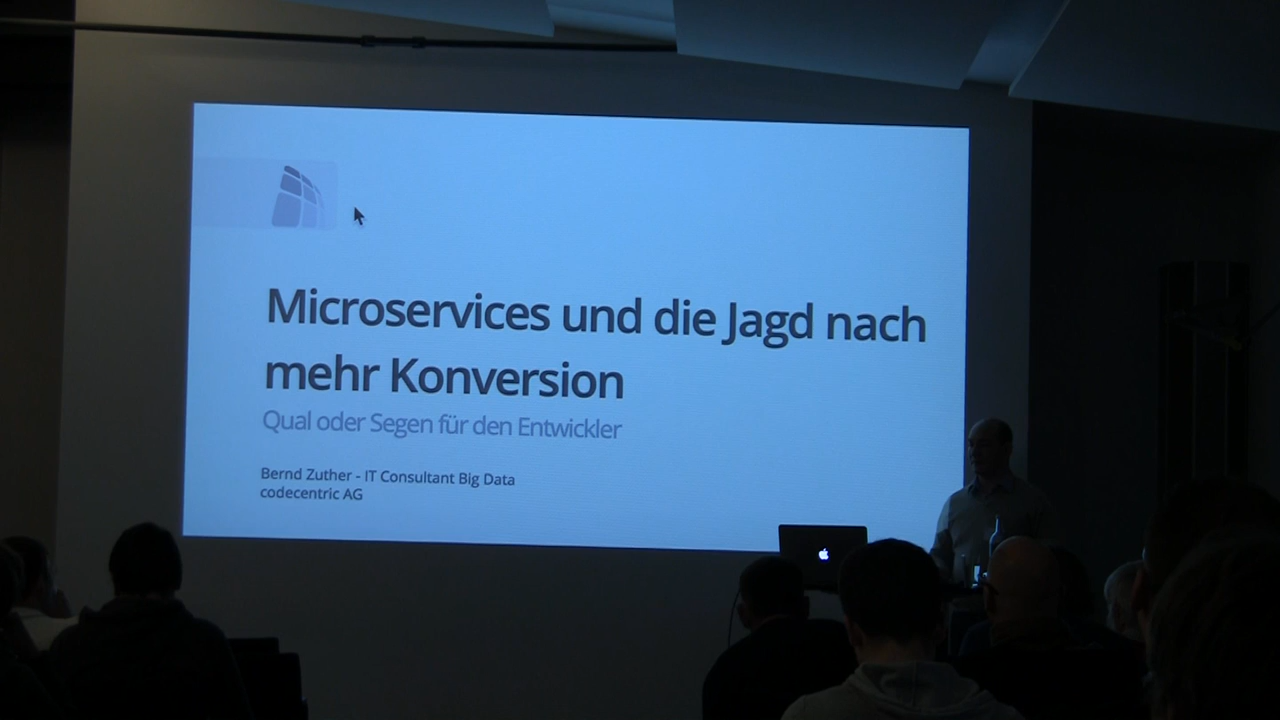 Microservices und die Jagd nach
mehr Konversion
Qual oder Segen für den Entwickler
Bernd Zuther - IT Consultant Big Data
codecentric AG